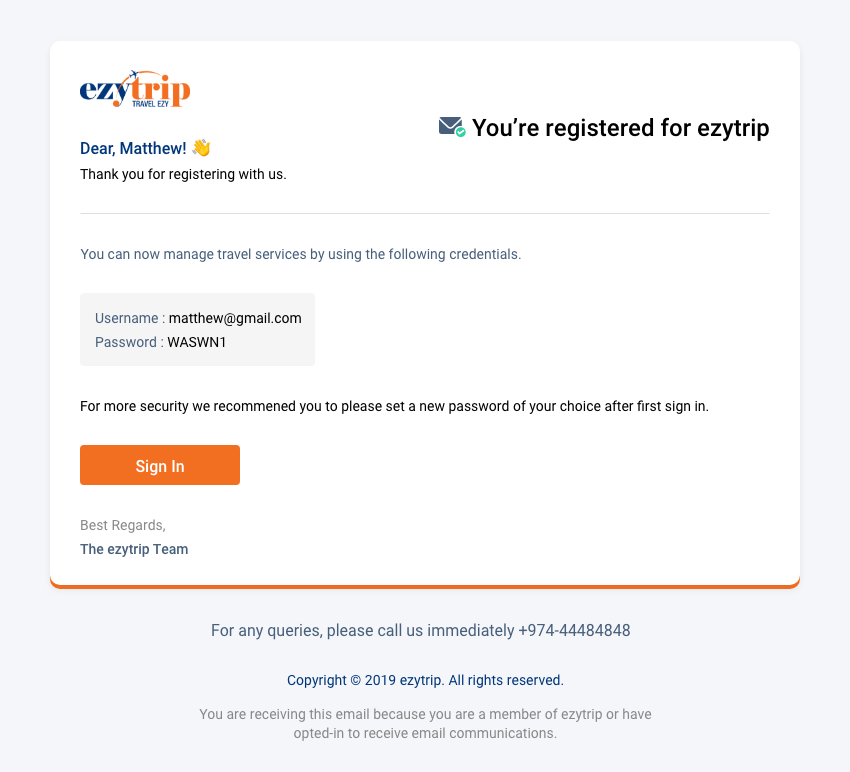 ezytrip
TRAVEL EZY
You're registered for ezytrip
Dear, Matthew! 👋
Thank you for registering with us.
You can now manage travel services by using the following credentials.
Username : matthew@gmail.com
Password : WASWN1
For more security we recommened you to please set a new password of your choice after first sign in.
Sign In
Best Regards,
The ezytrip Team
For any queries, please call us immediately +974-44484848
Copyright © 2019 ezytrip. All rights reserved.
You are receiving this email because you are a member of ezytrip or have
opted-in to receive email communications.